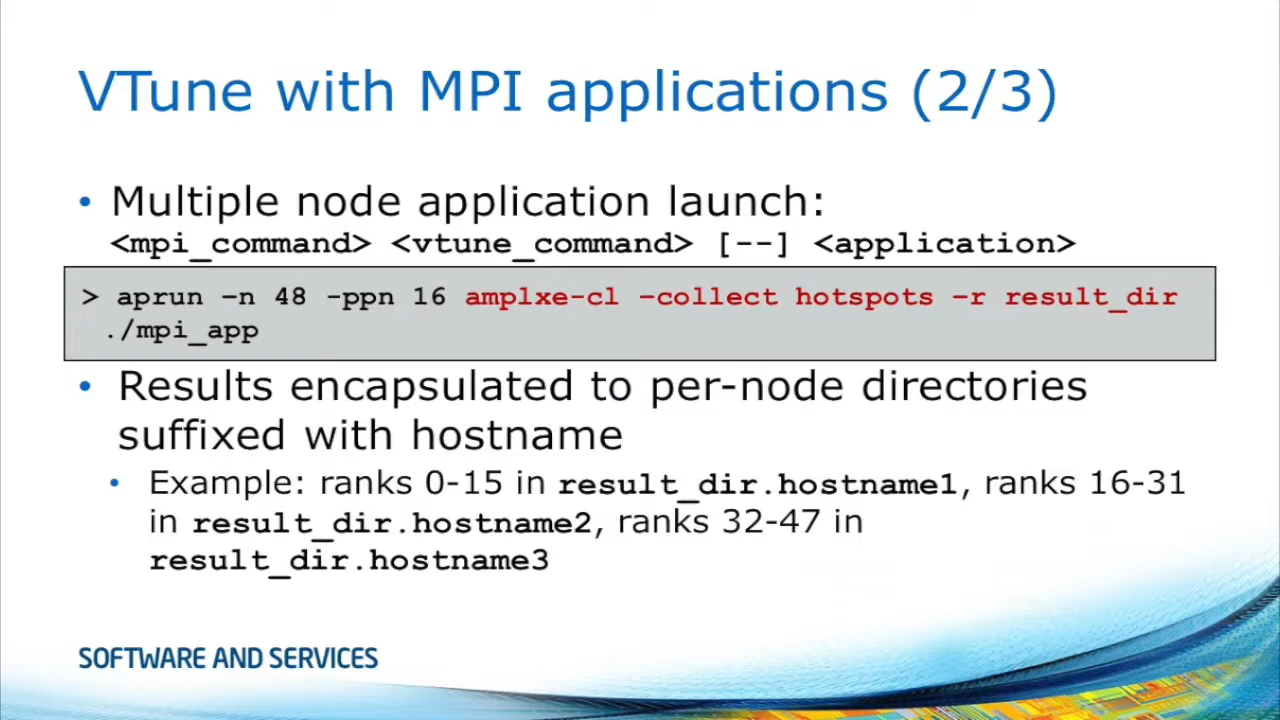 VTune with MPI applications (2/3)
• Multiple node application launch:
<mpi_command> <vtune_command> [--] <application>
> aprun –n 48 -ppn 16 amplxe-cl –collect hotspots –r result_dir
./mpi_app
• Results encapsulated to per-node directories
suffixed with hostname
• Example: ranks 0-15 in result_dir.hostname1, ranks 16-31
in result_dir.hostname2, ranks 32-47 in
result_dir.hostname3
SOFTWARE AND SERVICES